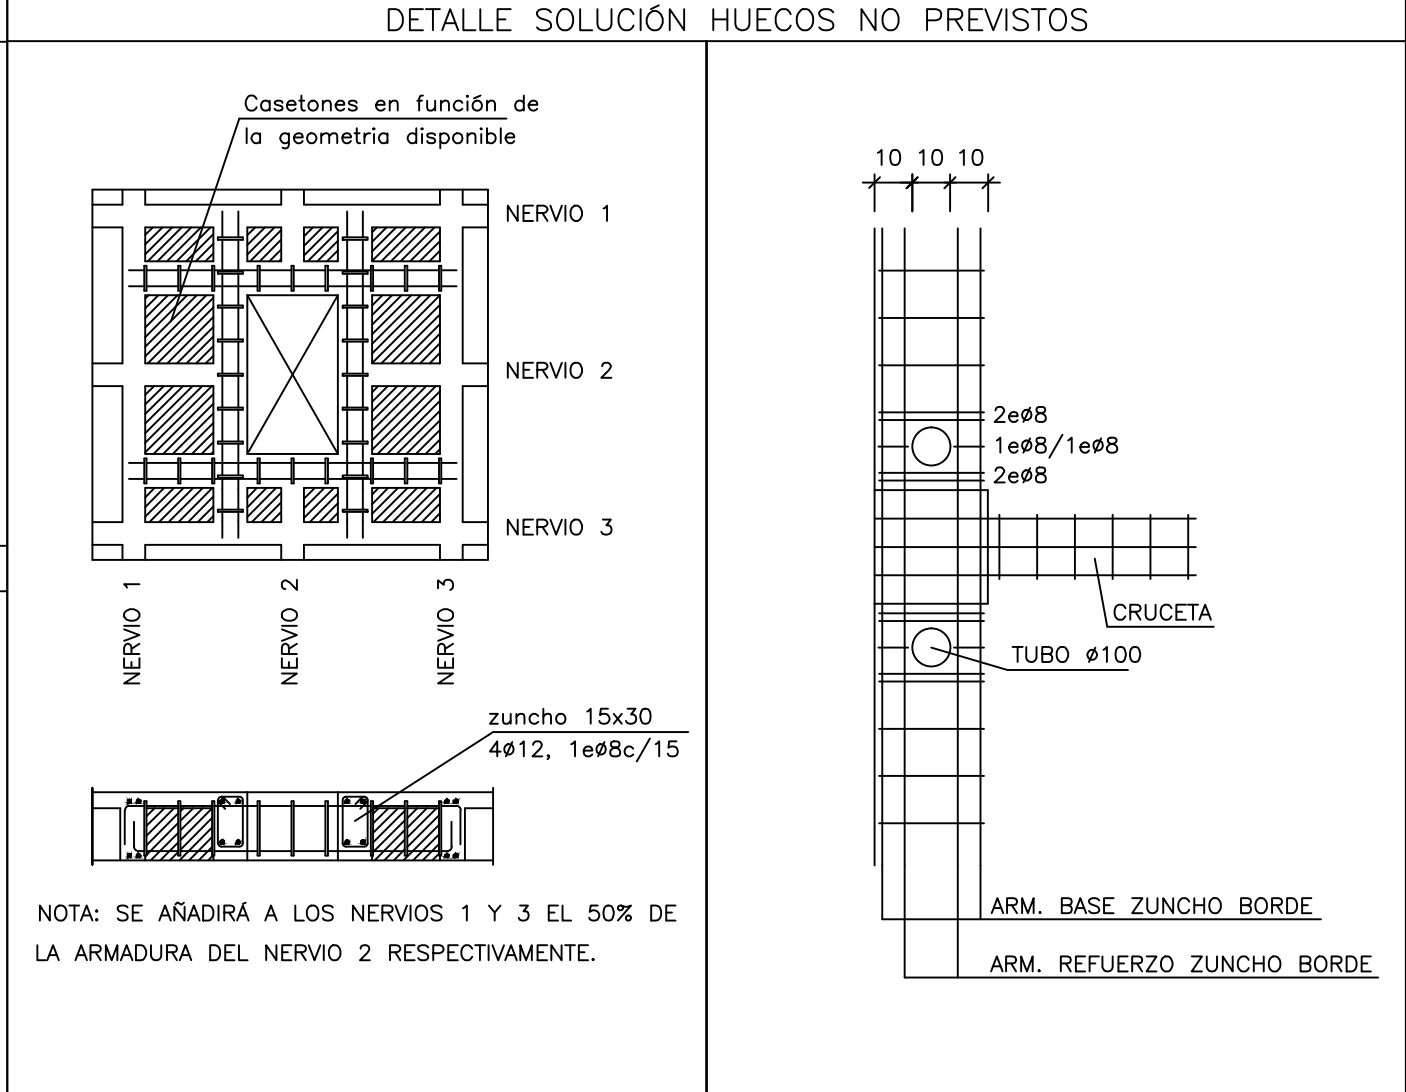 DETALLE SOLUCIÓN HUECOS NO PREVISTOS
Casetones en función de
la geometria disponible
NERVIO 1
NERVIO 2
NERVIO 3
NERVIO 1
NERVIO 2
NERVIO 3
zuncho 15x30
4ø12, 1eø8c/15
NOTA: SE AÑADIRÁ A LOS NERVIOS 1 Y 3 EL 50% DE
LA ARMADURA DEL NERVIO 2 RESPECTIVAMENTE.
10 10 10
2eø8
1eø8/1eø8
2eø8
CRUCETA
TUBO ø100
ARM. BASE ZUNCHO BORDE
ARM. REFUERZO ZUNCHO BORDE